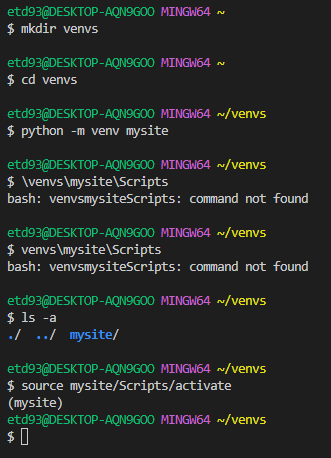 etd93@DESKTOP-AQN9GOO MINGW64 ~
$ mkdir venvs
etd93@DESKTOP-AQN9GOO MINGW64 ~
$ cd venvs
etd93@DESKTOP-AQN9GOO MINGW64 ~/venvs
$ python -m venv mysite
etd93@DESKTOP-AQN9GOO MINGW64 ~/venvs
$ \venvs\mysite\Scripts
bash: venvsmysiteScripts: command not found
etd93@DESKTOP-AQN9GOO MINGW64 ~/venvs
$ venvs\mysite\Scripts
bash: venvsmysiteScripts: command not found
etd93@DESKTOP-AQN9GOO MINGW64 ~/venvs
$ ls -a
./  ../  mysite/
etd93@DESKTOP-AQN9GOO MINGW64 ~/venvs
$ source mysite/Scripts/activate
(mysite)
etd93@DESKTOP-AQN9GOO MINGW64 ~/venvs
$